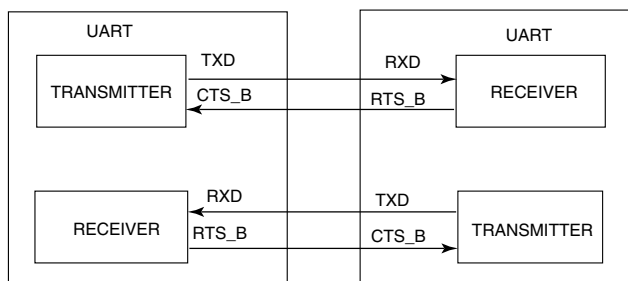 UART
UART
TXD
RXD
TRANSMITTER
CTS_B
RTS_B
RECEIVER
RXD
TXD
RECEIVER
RTS_B
CTS_B
TRANSMITTER